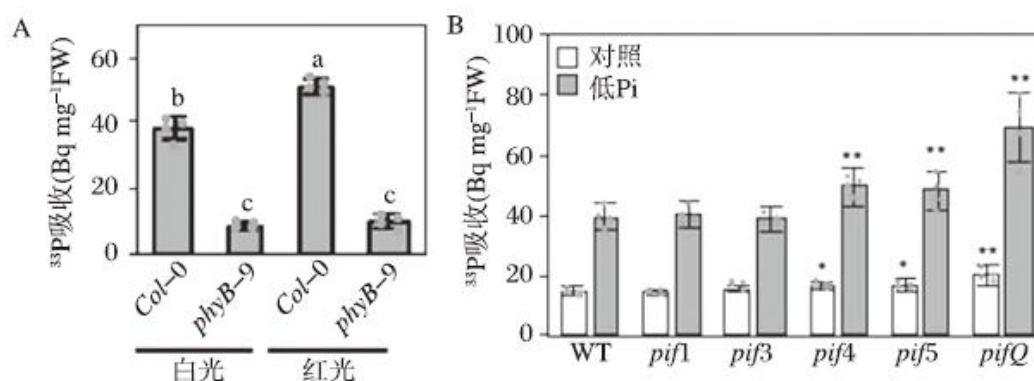 A
³³P吸收(Bq mg⁻¹FW)
60
40
20
0
b
c
a
c
Col-0
phyB-9
Col-0
phyB-9
白光
红光
B
³³P吸收(Bq mg⁻¹FW)
100
80
60
40
20
0
对照
低Pi
*
**
*
**
**
**
WT
pif1
pif3
pif4
pif5
pifQ